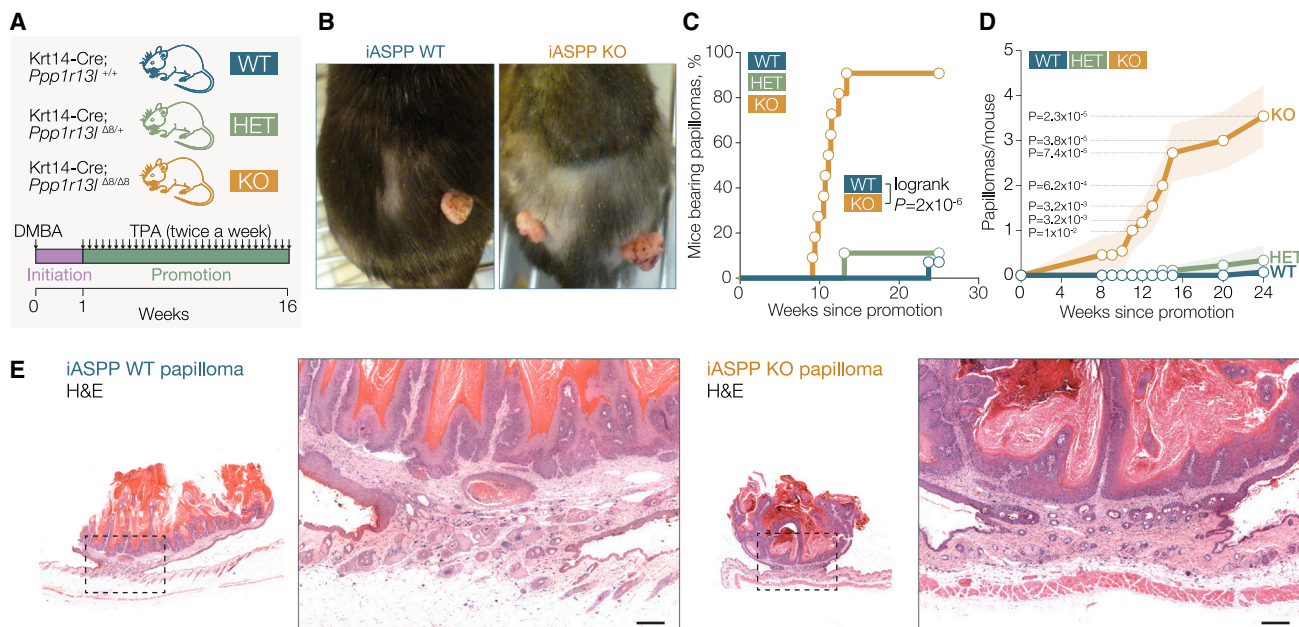 A
Krt14-Cre;
Ppp1r13l +/+
WT
Krt14-Cre;
Ppp1r13l Δ8/+
HET
Krt14-Cre;
Ppp1r13l Δ8/Δ8
KO
DMBA
TPA (twice a week)
Initiation
Promotion
0
1
16
Weeks
B
iASPP WT
iASPP KO
C
Mice bearing papillomas, %
100
80
60
40
20
0
WT
HET
KO
WT
KO
logrank
P=2x10-6
0
10
20
30
Weeks since promotion
D
Papillomas/mouse
5
4
3
2
1
0
WT HET KO
P=2.3x10-5
P=3.8x10-5
P=7.4x10-5
P=6.2x10-4
P=3.2x10-3
P=3.2x10-3
P=1x10-2
KO
HET
WT
0
4
8
12
16
20
24
Weeks since promotion
E
iASPP WT papilloma
H&E
iASPP KO papilloma
H&E